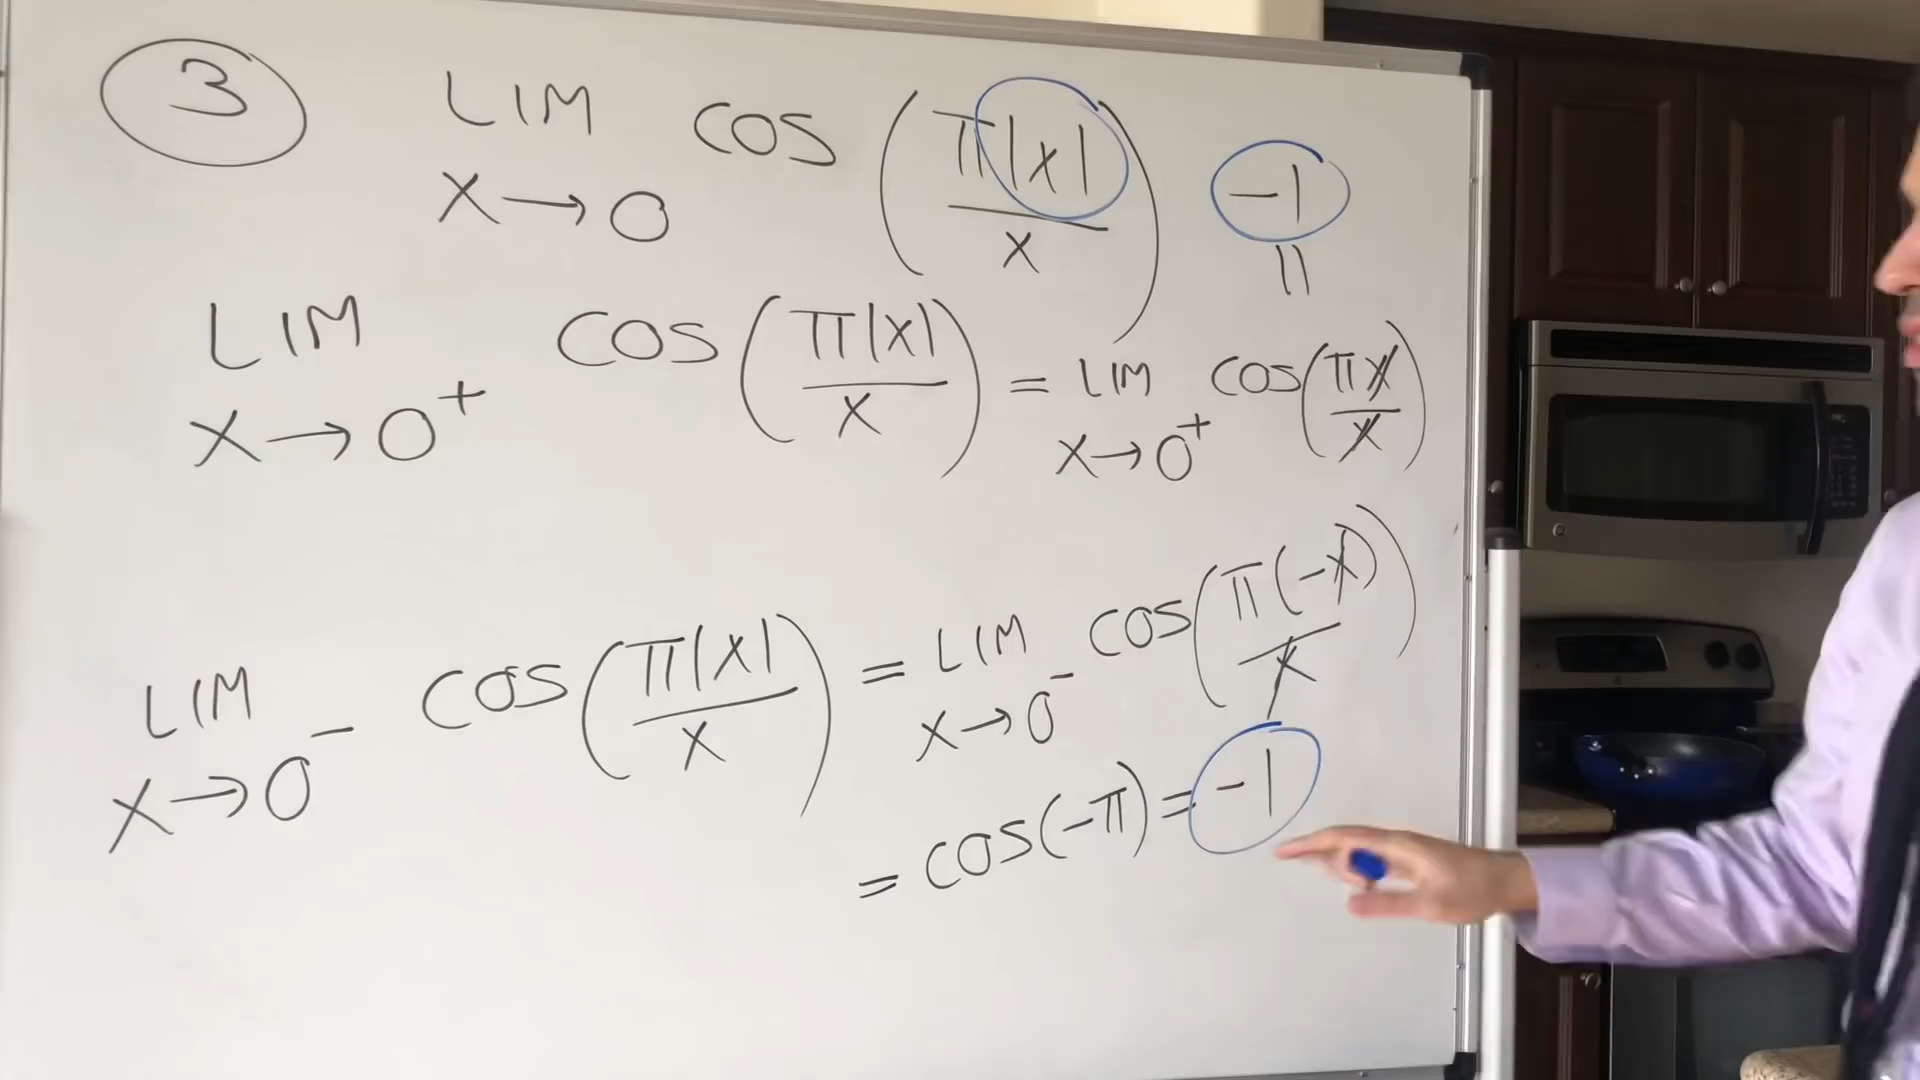 3 LIM x→0 COS (π|x|/x) -1
||
LIM x→0⁺ COS (π|x|/x) = LIM x→0⁺ COS (πx/x)
LIM x→0⁻ COS (π|x|/x) = LIM x→0⁻ COS (π(-x)/x)
= COS(-π) = -1